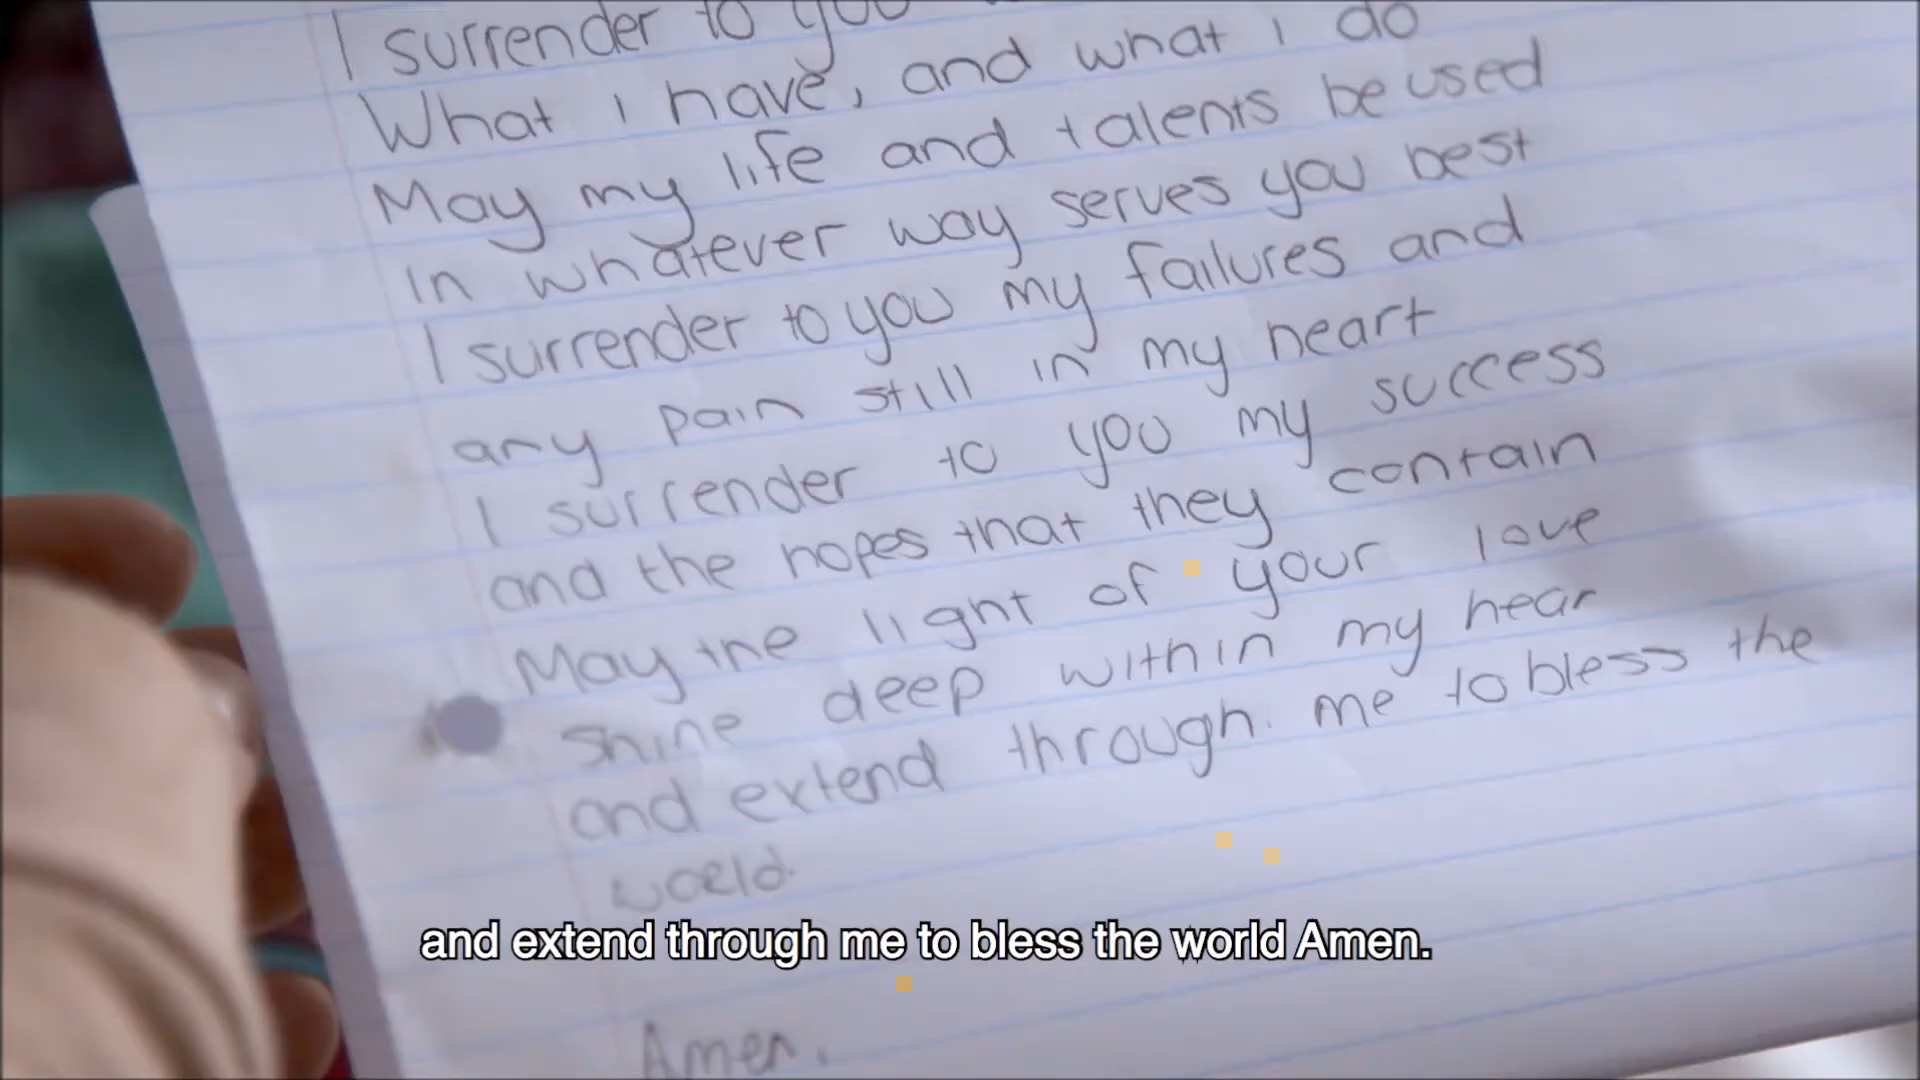 I surrender to you
What i have, and what i do
May my life and talents be used
in whatever way serves you best
I surrender to you my failures and
any pain still in my heart
I surrender to you my success
and the hopes that they contain
May the light of your love
shine deep within my hear
and extend through me to bless the
world.
and extend through me to bless the world Amen.
Amen.